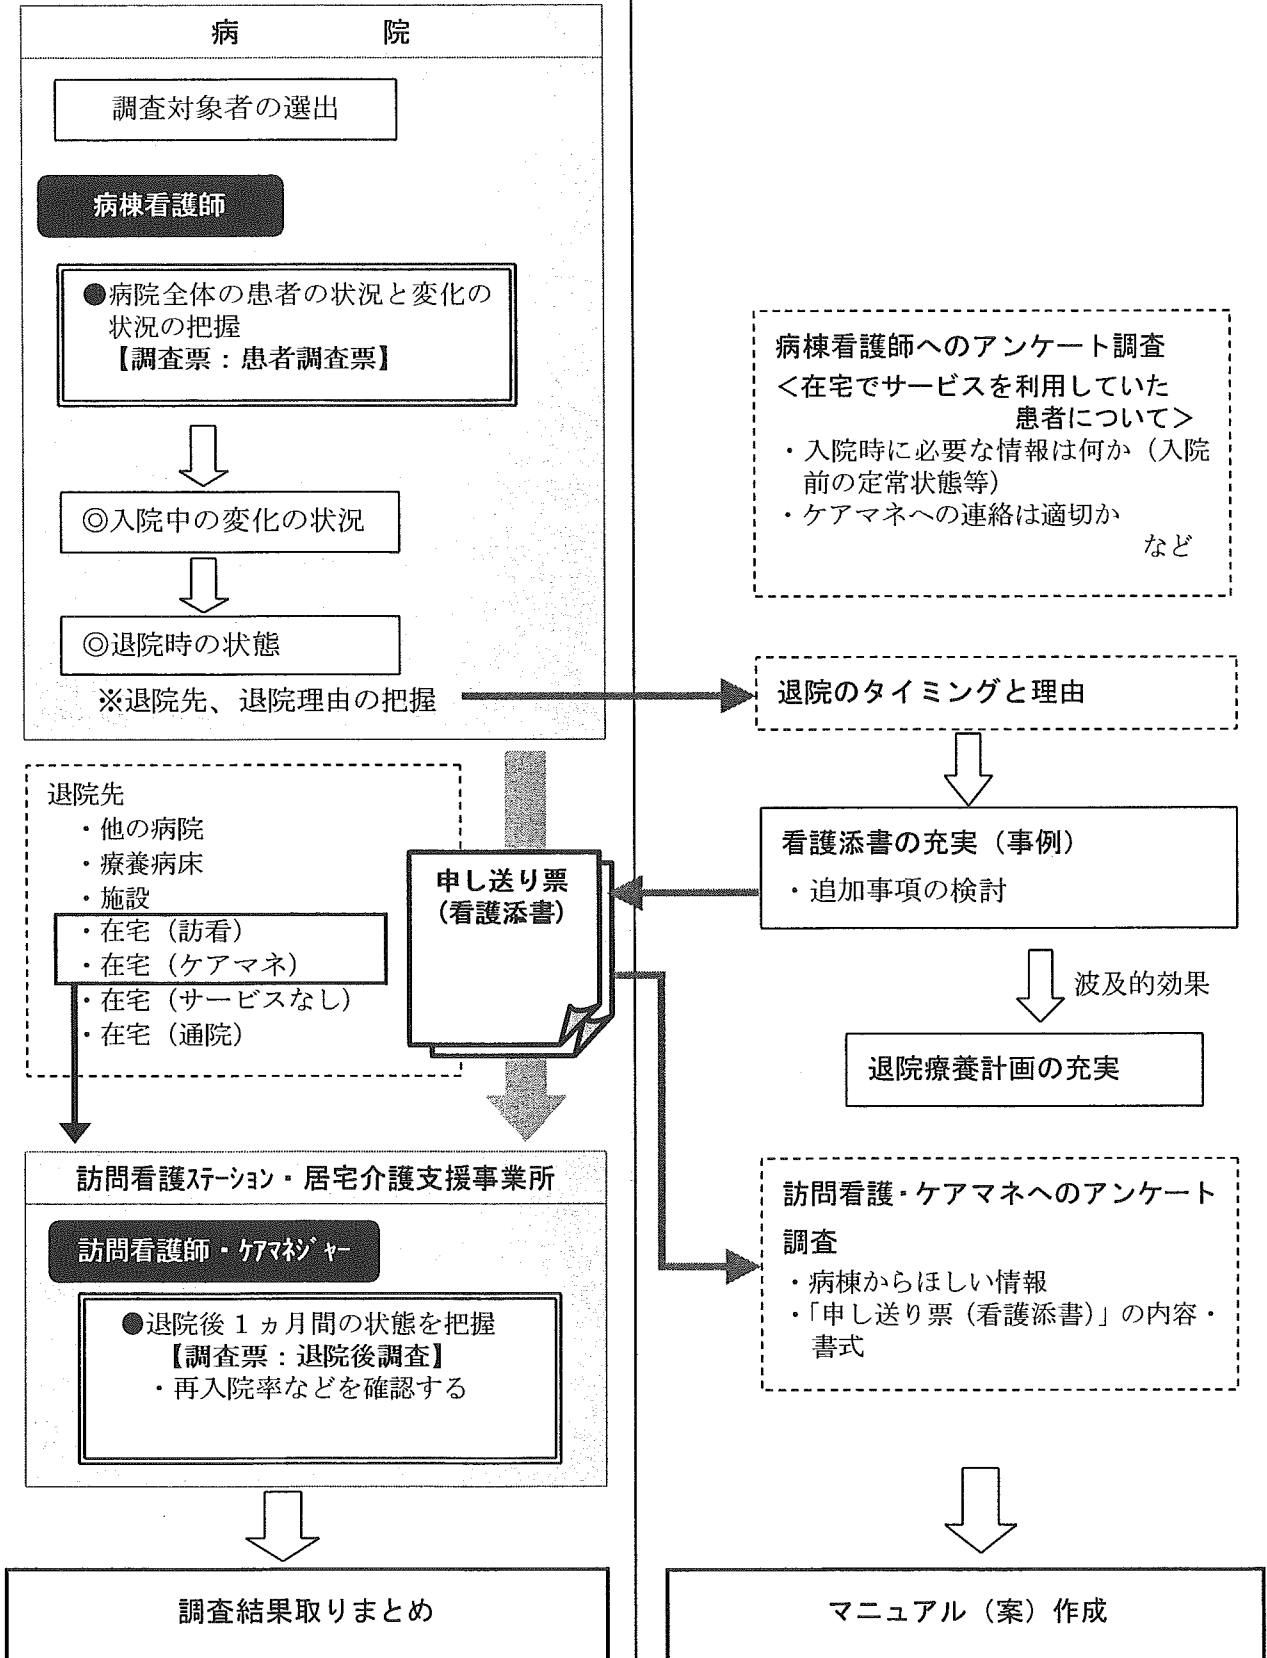 病　　院
調査対象者の選出
病棟看護師
●病院全体の患者の状況と変化の
状況の把握
【調査票：患者調査票】
◎入院中の変化の状況
◎退院時の状態
※退院先、退院理由の把握
退院先
・他の病院
・療養病床
・施設
・在宅（訪看）
・在宅（ケアマネ）
・在宅（サービスなし）
・在宅（通院）
申し送り票
（看護添書）
訪問看護ｽﾃｰｼｮﾝ・居宅介護支援事業所
訪問看護師・ｹｱﾏﾈｼﾞｬｰ
●退院後１ヵ月間の状態を把握
【調査票：退院後調査】
・再入院率などを確認する
調査結果取りまとめ
病棟看護師へのアンケート調査
＜在宅でサービスを利用していた
患者について＞
・入院時に必要な情報は何か（入院
前の定常状態等）
・ケアマネへの連絡は適切か
など
退院のタイミングと理由
看護添書の充実（事例）
・追加事項の検討
波及的効果
退院療養計画の充実
訪問看護・ケアマネへのアンケート
調査
・病棟からほしい情報
・「申し送り票（看護添書）」の内容・
書式
マニュアル（案）作成